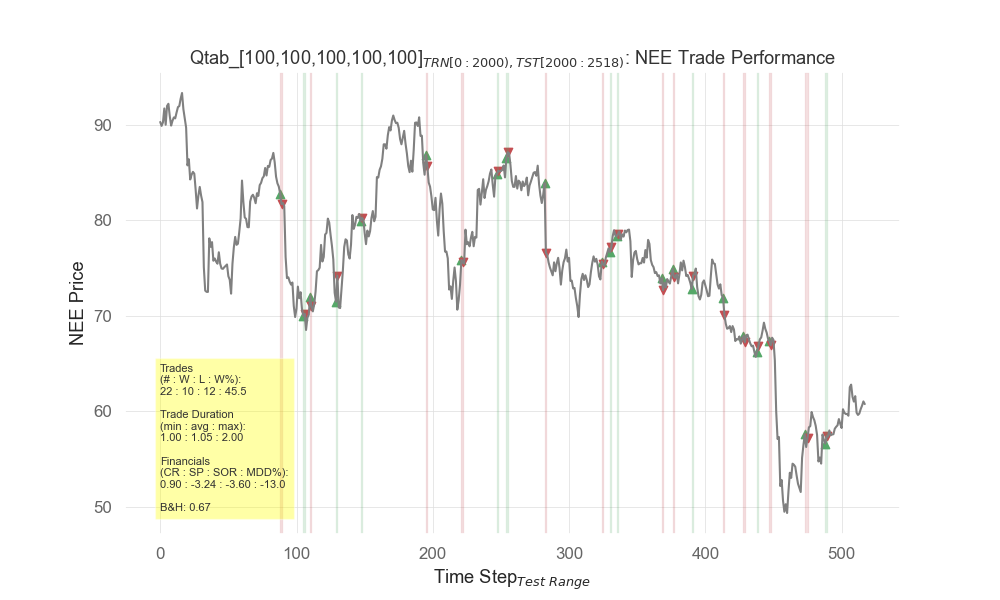 Qtab_[100,100,100,100,100]TRN[0 : 2000), TST[2000 : 2518): NEE Trade Performance
NEE Price
90
80
70
60
50
Trades
(# : W : L : W%):
22 : 10 : 12 : 45.5
Trade Duration
(min : avg : max):
1.00 : 1.05 : 2.00
Financials
(CR : SP : SOR : MDD%):
0.90 : -3.24 : -3.60 : -13.0
B&H: 0.67
0 100 200 300 400 500
Time StepTest Range